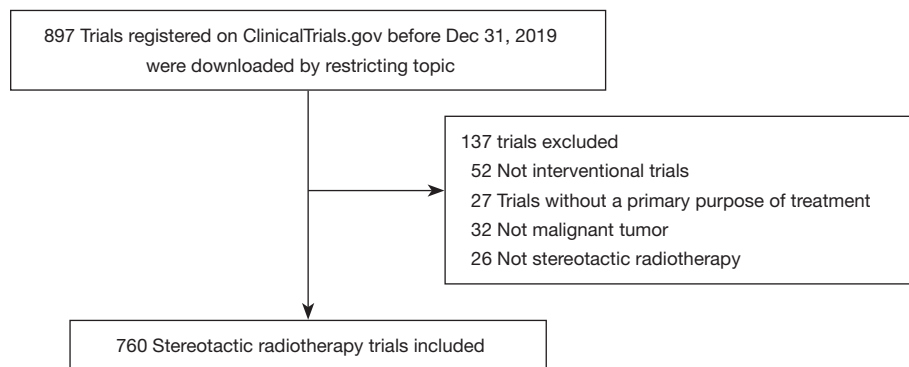 897 Trials registered on ClinicalTrials.gov before Dec 31, 2019
were downloaded by restricting topic
137 trials excluded
52 Not interventional trials
27 Trials without a primary purpose of treatment
32 Not malignant tumor
26 Not stereotactic radiotherapy
760 Stereotactic radiotherapy trials included